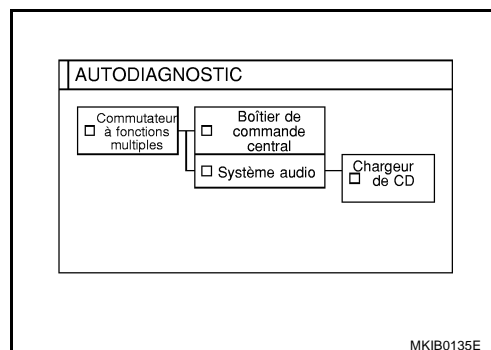 AUTODIAGNOSTIC
Commutateur
à fonctions
multiples
Boîtier de
commande
central
Système audio
Chargeur
de CD
MKIB0135E